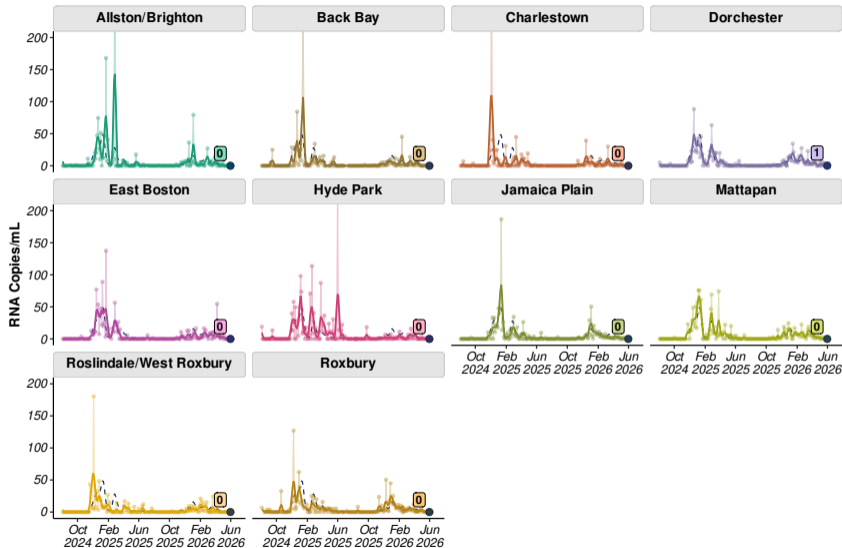 Allston/Brighton Back Bay Charlestown Dorchester
200
150
100
50
0
0 0 0 1
East Boston Hyde Park Jamaica Plain Mattapan
RNA Copies/mL
200
150
100
50
0
0 0 0 0
Oct Feb Jun Oct Feb Jun Oct Feb Jun Oct Feb Jun
2024 2025 2025 2025 2026 2026 2024 2025 2025 2025 2026 2026
Roslindale/West Roxbury Roxbury
200
150
100
50
0
0 0
Oct Feb Jun Oct Feb Jun Oct Feb Jun Oct Feb Jun
2024 2025 2025 2025 2026 2026 2024 2025 2025 2025 2026 2026